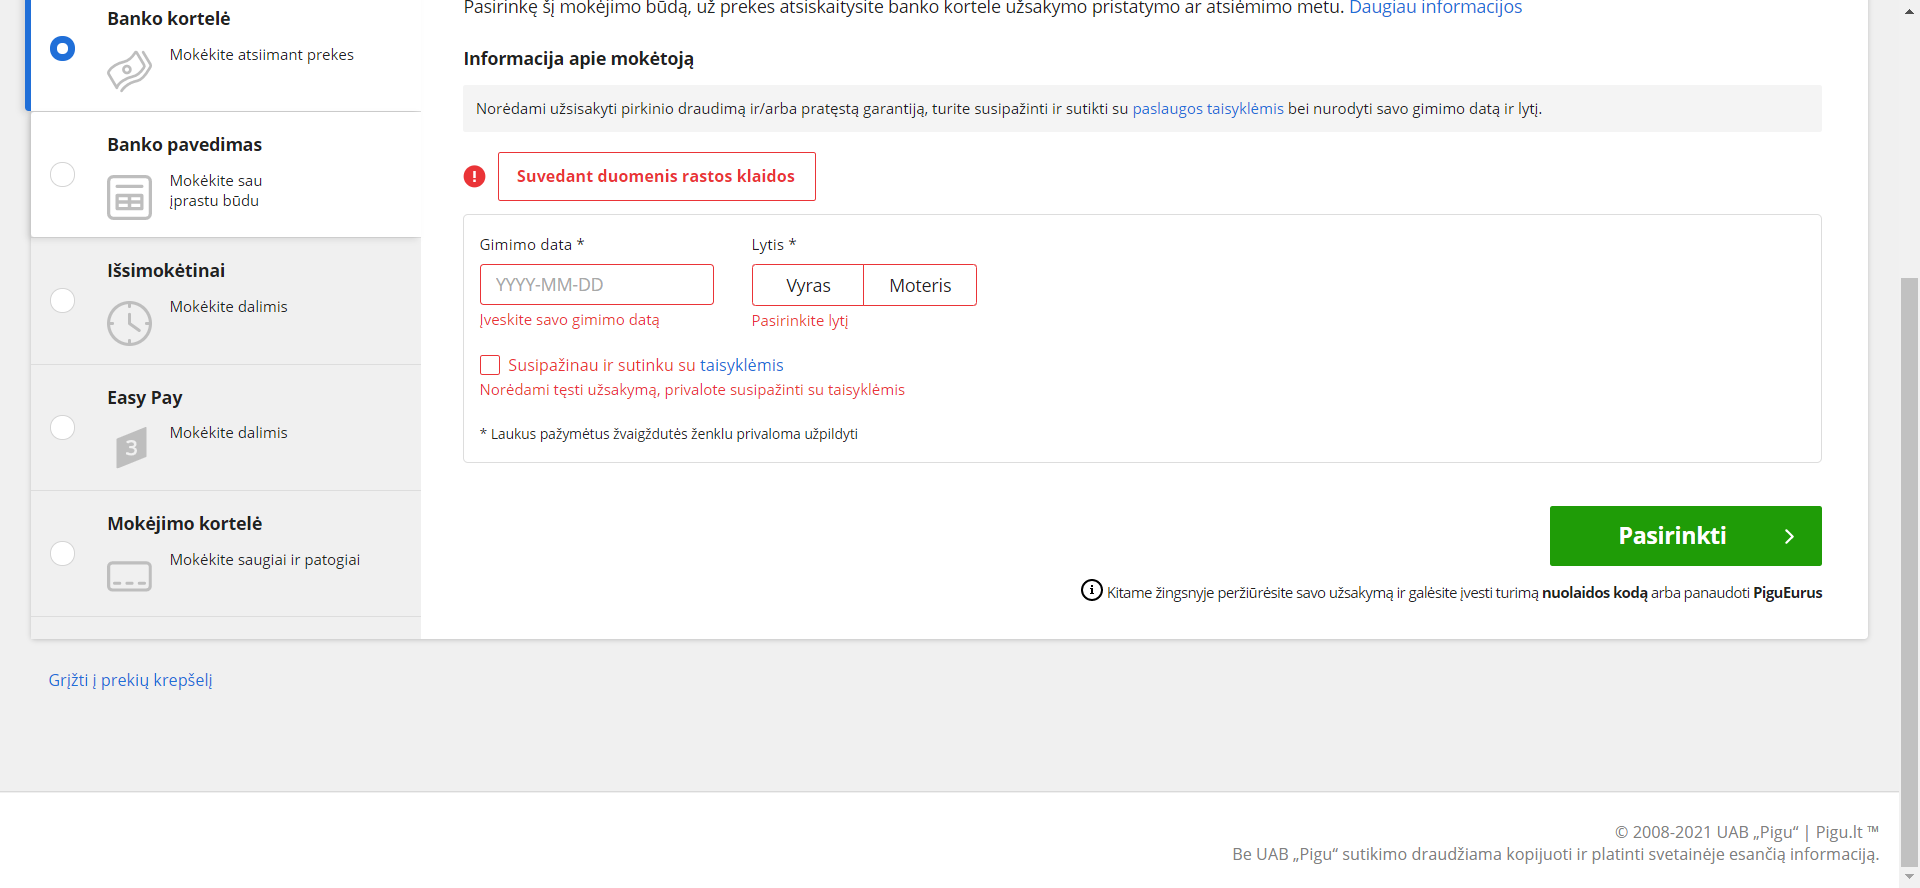 Banko kortelė
Mokėkite atsiimant prekes
Banko pavedimas
Mokėkite sau
įprastu būdu
Išsimokėtinai
Mokėkite dalimis
Easy Pay
3
Mokėkite dalimis
Mokėjimo kortelė
Mokėkite saugiai ir patogiai
Pasirinkę šį mokėjimo būdą, už prekes atsiskaitysite banko kortele užsakymo pristatymo ar atsiėmimo metu. Daugiau informacijos
Informacija apie mokėtoją
Norėdami užsisakyti pirkinio draudimą ir/arba pratęstą garantiją, turite susipažinti ir sutikti su paslaugos taisyklėmis bei nurodyti savo gimimo datą ir lytį.
Suvedant duomenis rastos klaidos
Gimimo data * Lytis *
YYYY-MM-DD Vyras Moteris
Įveskite savo gimimo datą Pasirinkite lytį
Susipažinau ir sutinku su taisyklėmis
Norėdami tęsti užsakymą, privalote susipažinti su taisyklėmis
* Laukus pažymėtus žvaigždutės ženklu privaloma užpildyti
Pasirinkti
Kitame žingsnyje peržiūrėsite savo užsakymą ir galėsite įvesti turimą nuolaidos kodą arba panaudoti PiguEurus
Grįžti į prekių krepšelį
© 2008-2021 UAB „Pigu“ | Pigu.lt ™
Be UAB „Pigu“ sutikimo draudžiama kopijuoti ir platinti svetainėje esančią informaciją.